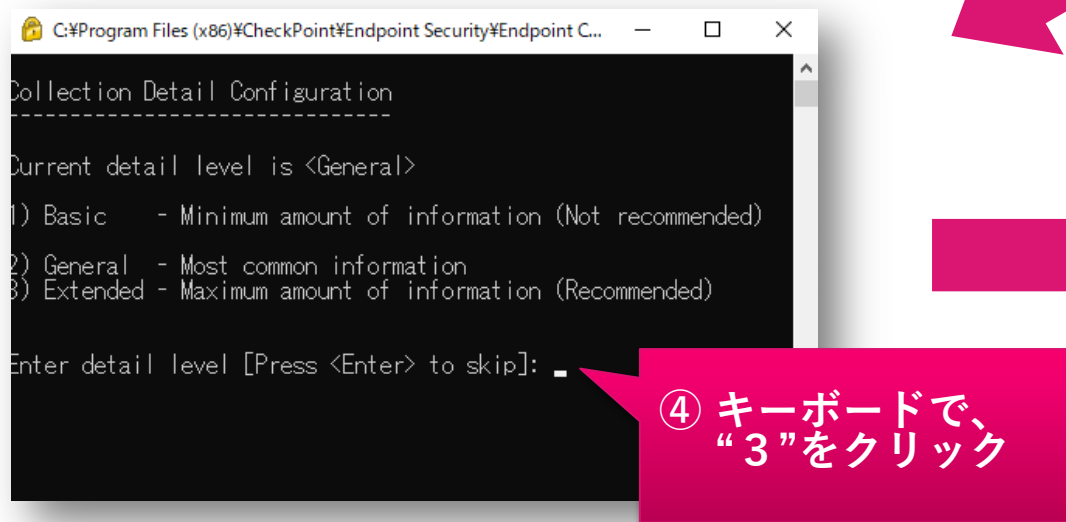 C:¥Program Files (x86)¥CheckPoint¥Endpoint Security¥Endpoint C...
Collection Detail Configuration
-------------------------------
Current detail level is <General>
1) Basic    - Minimum amount of information (Not recommended)
2) General  - Most common information
3) Extended - Maximum amount of information (Recommended)
Enter detail level [Press <Enter> to skip]: _
④ キーボードで、
“３”をクリック